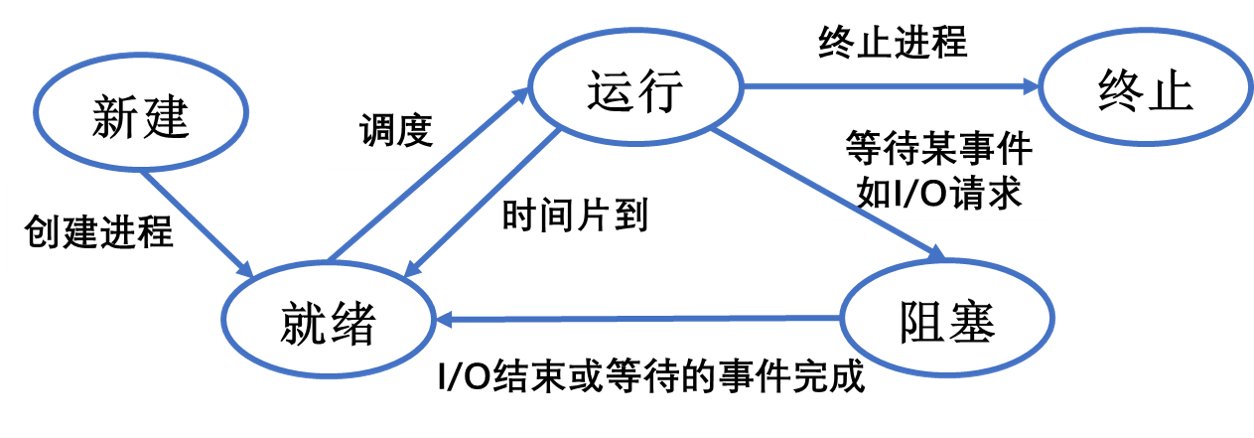 新建
创建进程
就绪
调度
运行
时间片到
终止进程
终止
等待某事件
如I/O请求
阻塞
I/O结束或等待的事件完成